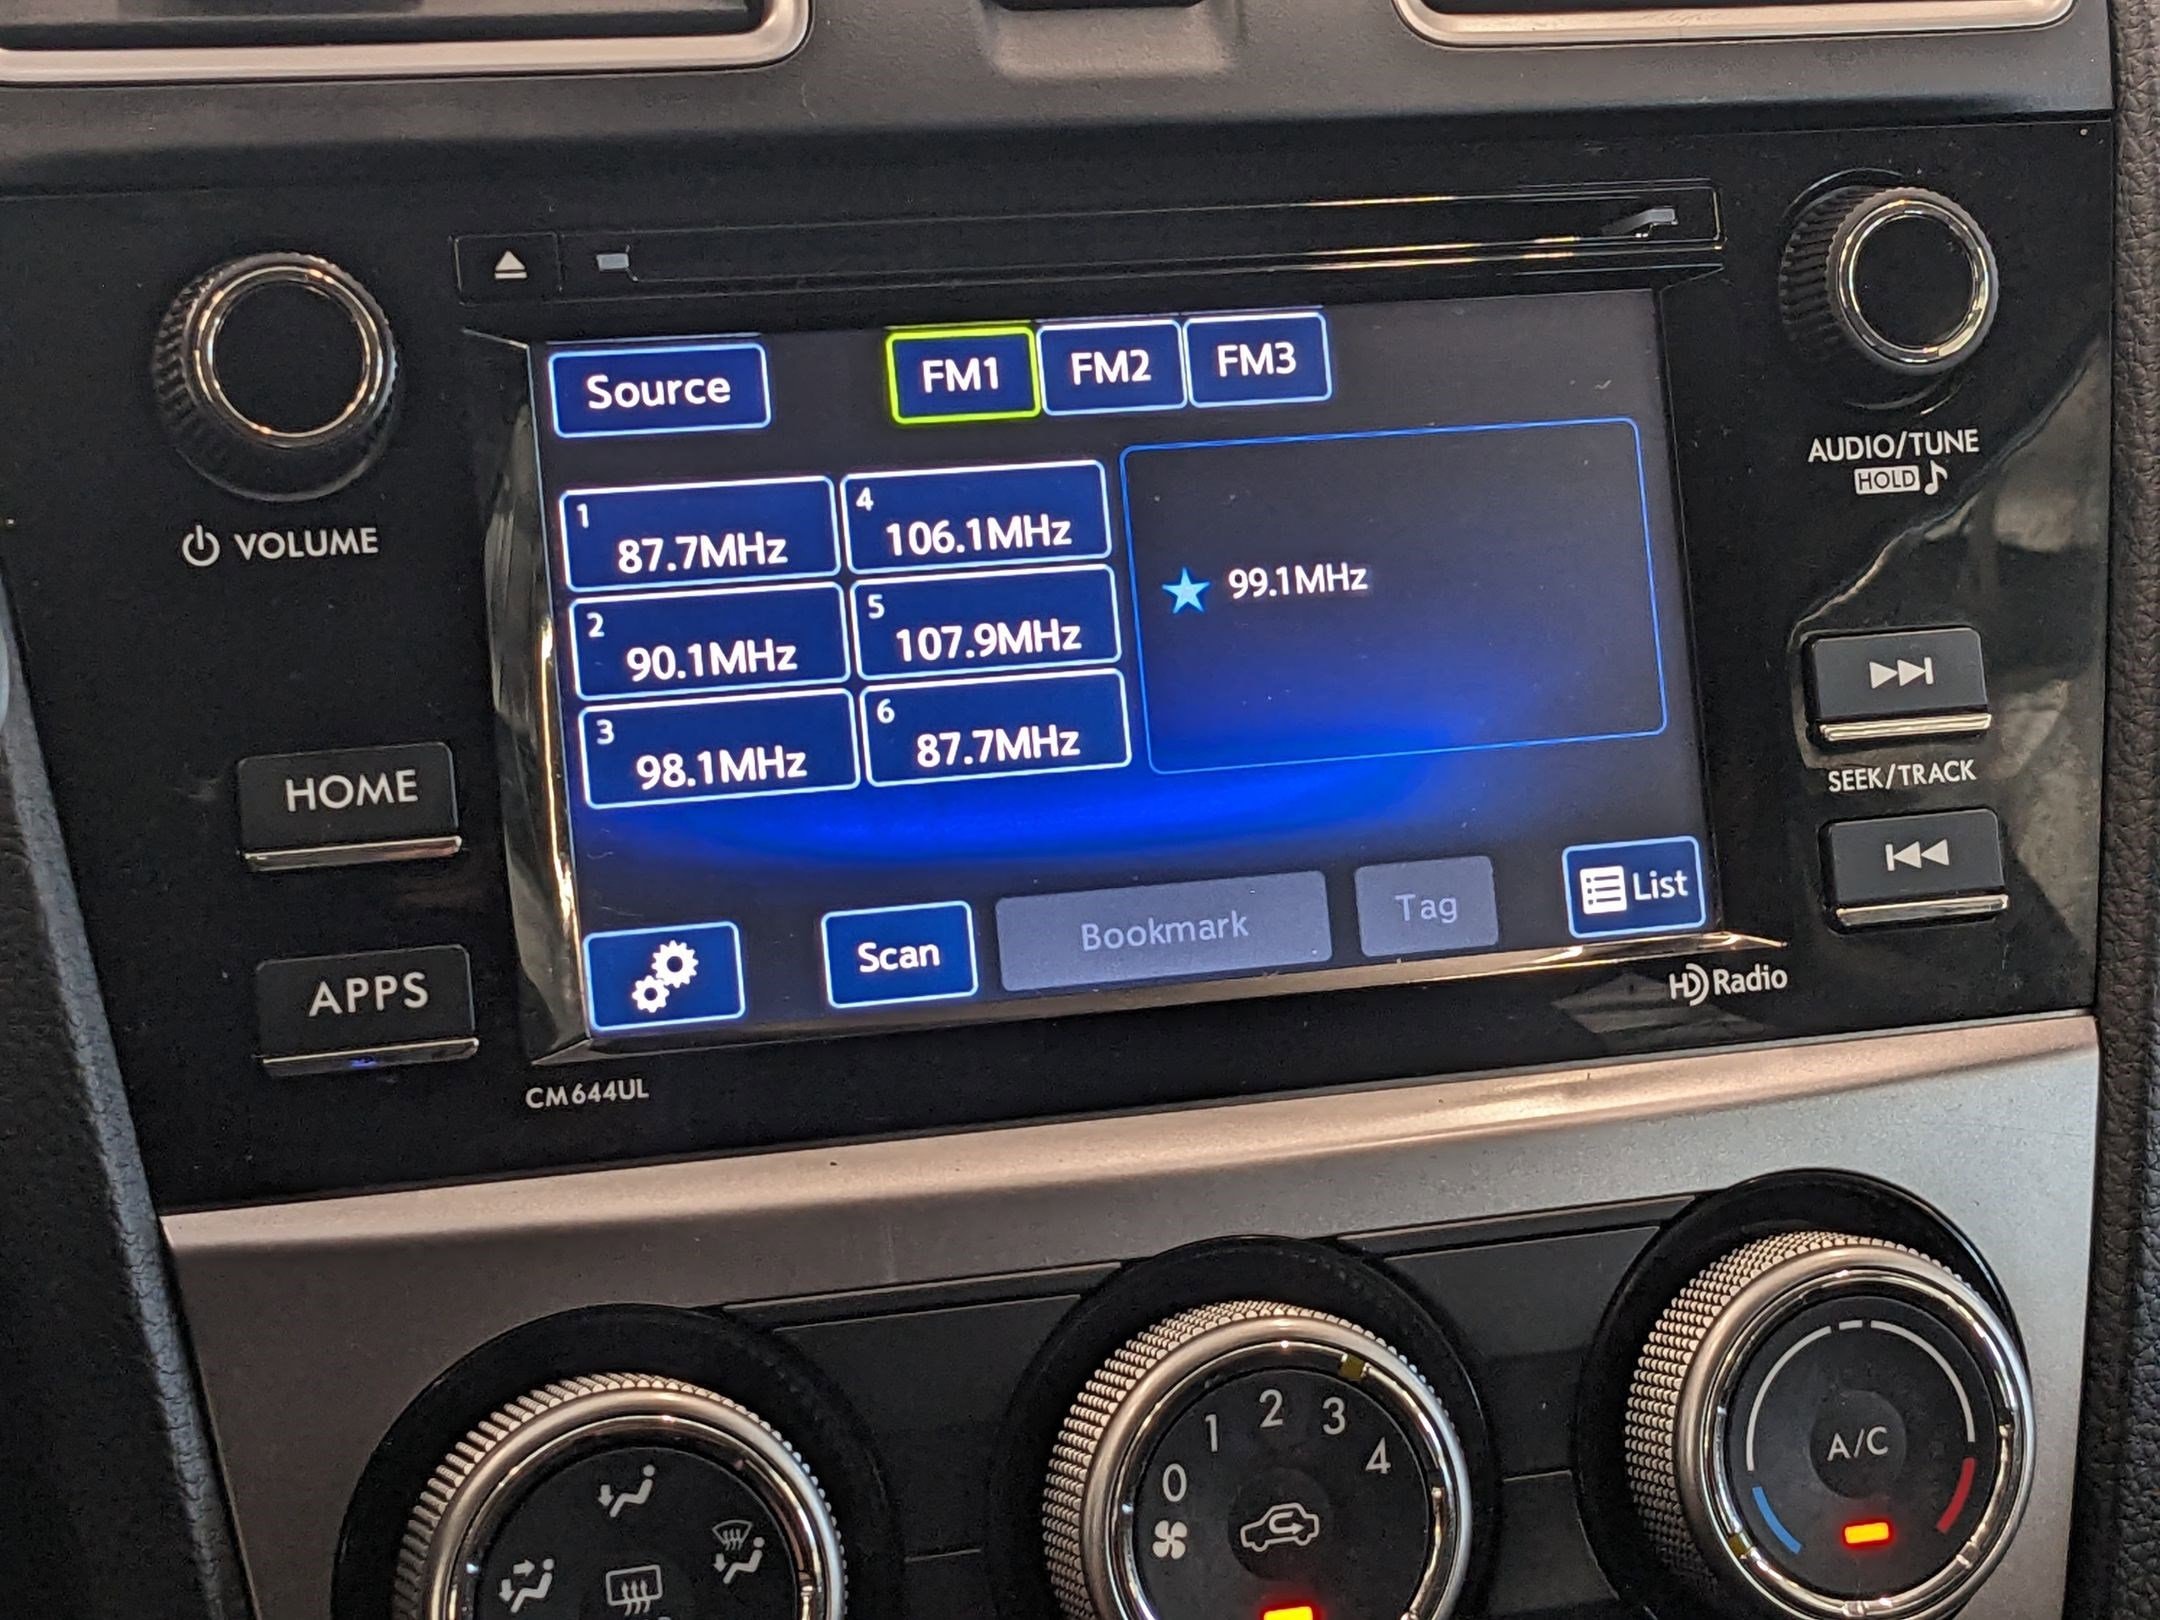 Source
FM1 FM2 FM3
1 87.7MHz
2 90.1MHz
3 98.1MHz
4 106.1MHz
5 107.9MHz
6 87.7MHz
99.1MHz
Scan
Bookmark
Tag
List
VOLUME
HOME
APPS
CM644UL
AUDIO/TUNE
HOLD
SEEK/TRACK
HD Radio
0 1 2 3 4
A/C